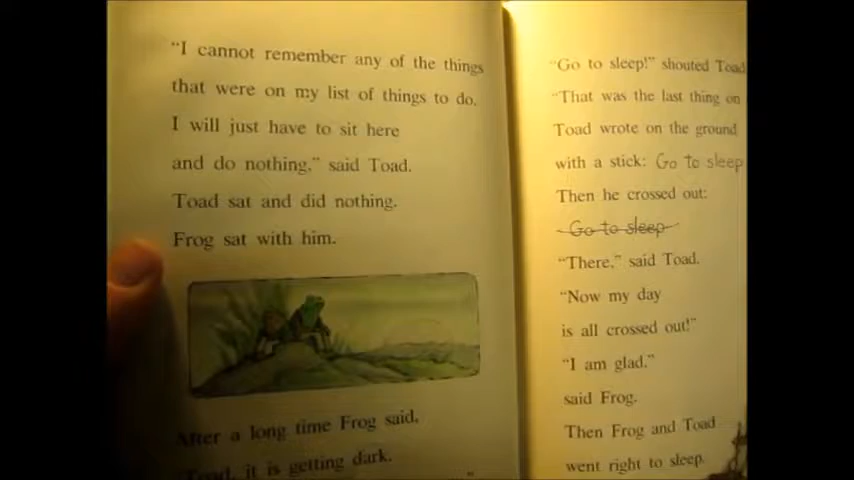 “I cannot remember any of the things
that were on my list of things to do.
I will just have to sit here
and do nothing,” said Toad.
Toad sat and did nothing.
Frog sat with him.
After a long time Frog said,
“Toad, it is getting dark.
“Go to sleep!” shouted Toad
“That was the last thing on
Toad wrote on the ground
with a stick: Go to sleep
Then he crossed out:
Go to sleep
“There,” said Toad.
“Now my day
is all crossed out!”
“I am glad,”
said Frog.
Then Frog and Toad
went right to sleep.